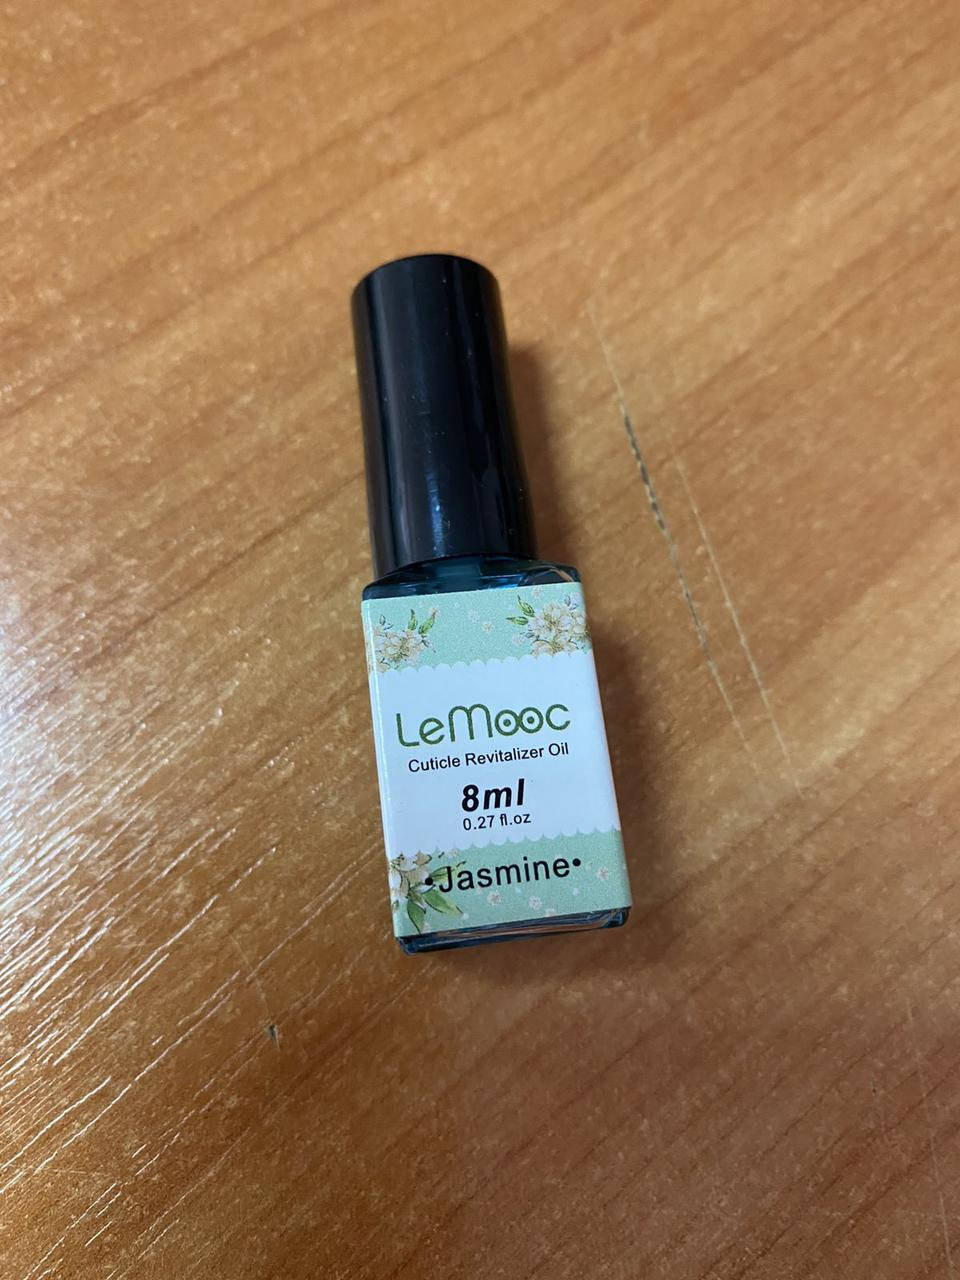 LeMooc
Cuticle Revitalizer Oil
8ml
0.27 fl.oz
•Jasmine•